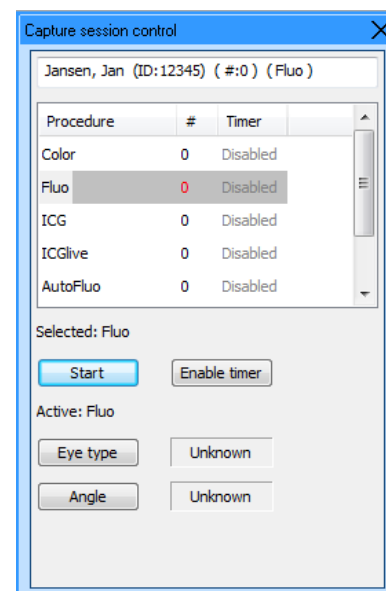 Capture session control
Jansen, Jan (ID:12345) ( #:0 ) ( Fluo )
Procedure # Timer
Color 0 Disabled
Fluo 0 Disabled
ICG 0 Disabled
ICGlive 0 Disabled
AutoFluo 0 Disabled
Selected: Fluo
Start Enable timer
Active: Fluo
Eye type Unknown
Angle Unknown